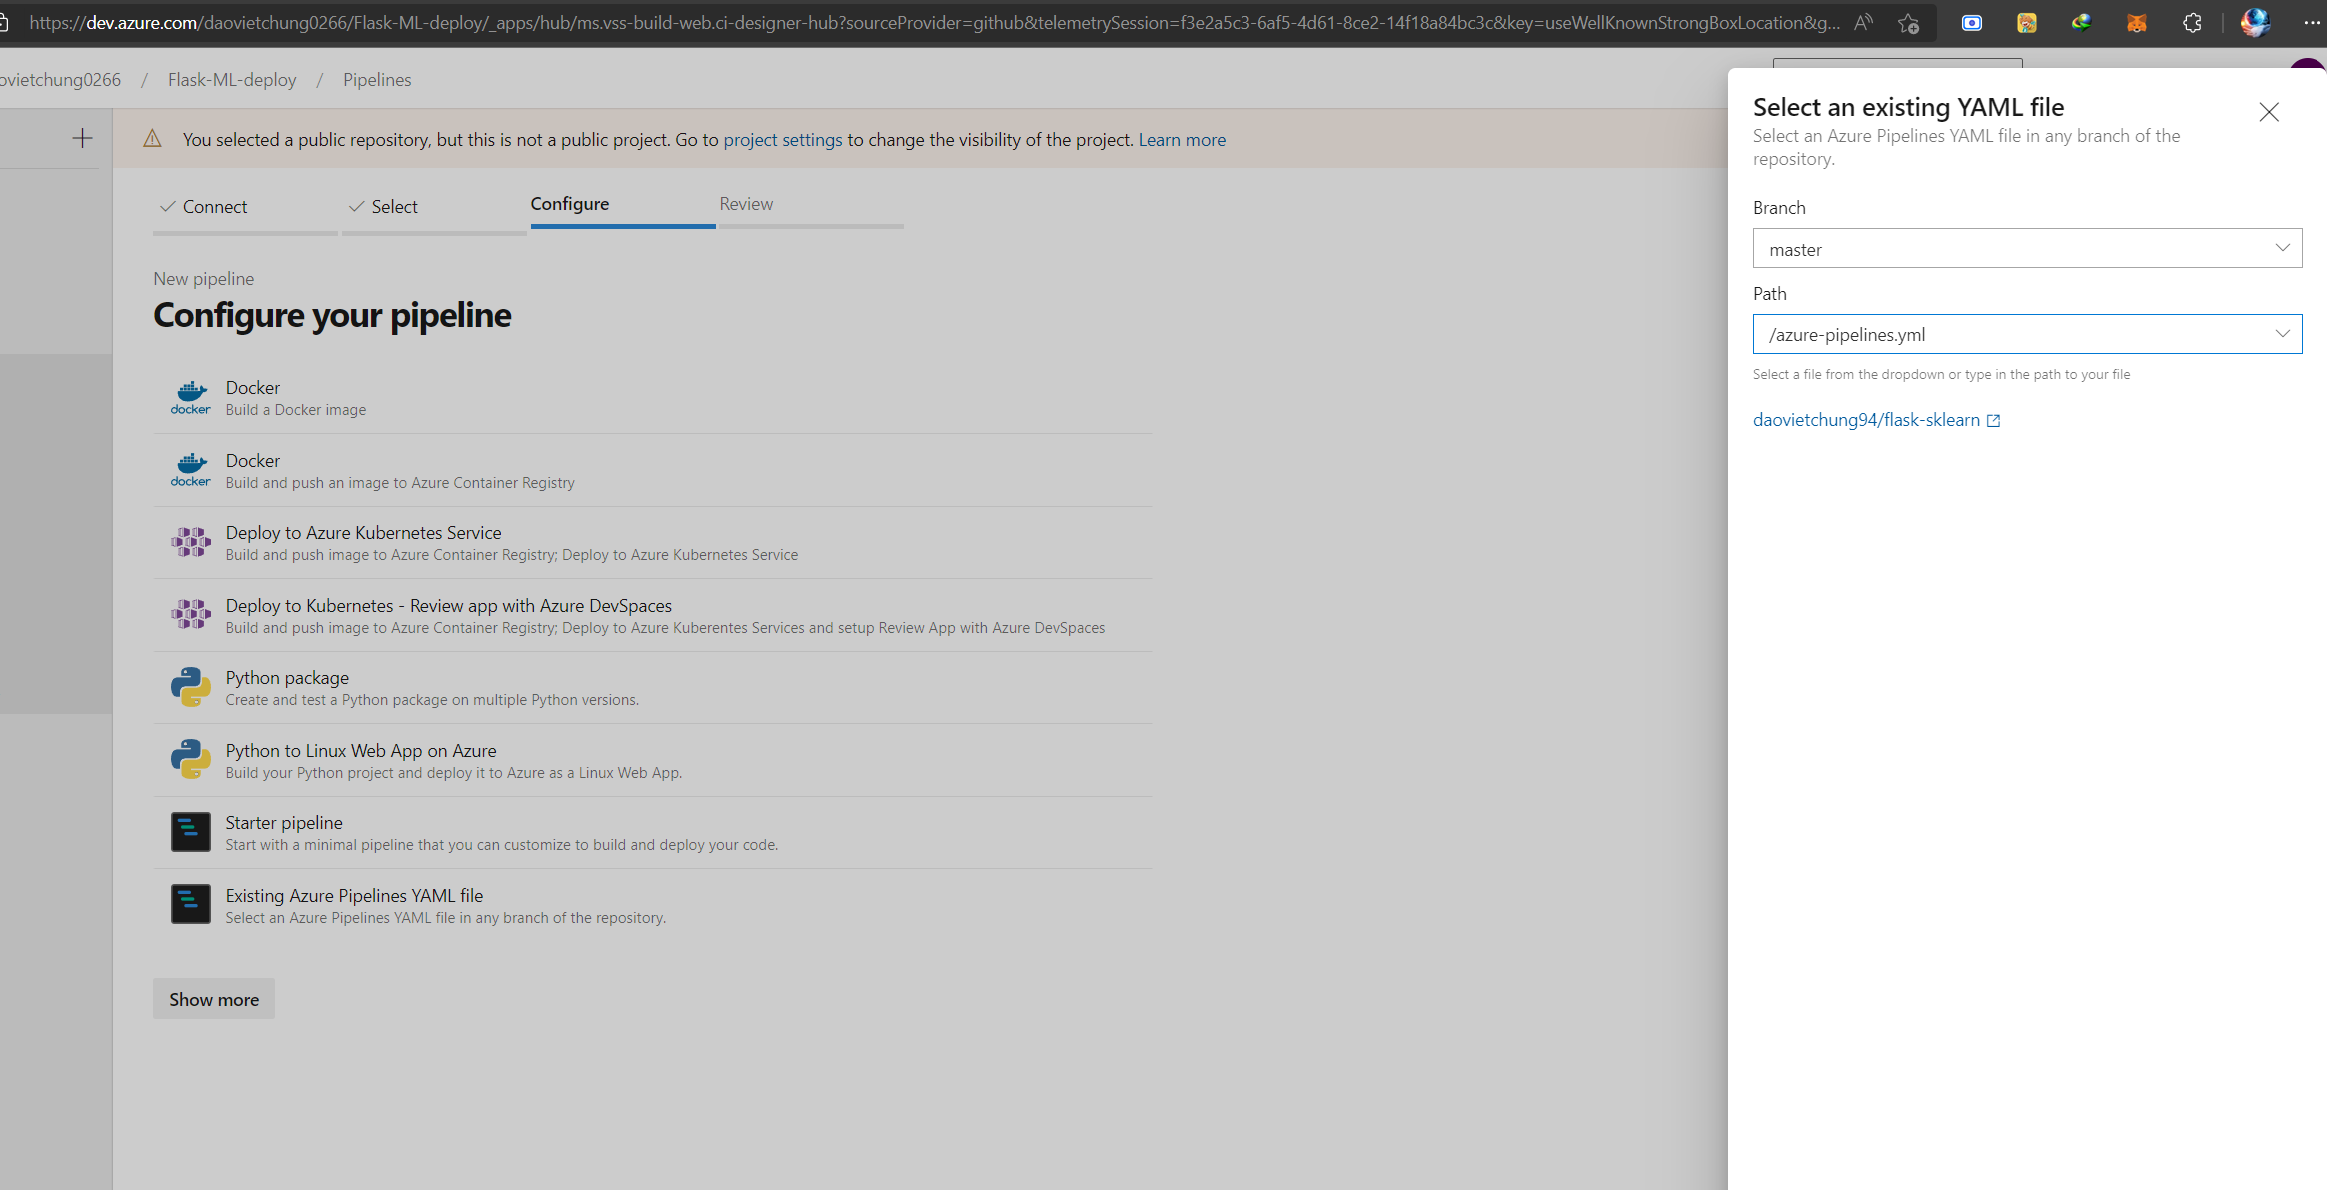 https://dev.azure.com/daovietchung0266/Flask-ML-deploy/_apps/hub/ms.vss-build-web.ci-designer-hub?sourceProvider=github&telemetrySession=f3e2a5c3-6af5-4d61-8ce2-14f18a84bc3c&key=useWellKnownStrongBoxLocation&g...
ovietchung0266 / Flask-ML-deploy / Pipelines
You selected a public repository, but this is not a public project. Go to project settings to change the visibility of the project. Learn more
Connect
Select
Configure
Review
New pipeline
Configure your pipeline
docker
Docker
Build a Docker image
docker
Docker
Build and push an image to Azure Container Registry
Deploy to Azure Kubernetes Service
Build and push image to Azure Container Registry; Deploy to Azure Kubernetes Service
Deploy to Kubernetes - Review app with Azure DevSpaces
Build and push image to Azure Container Registry; Deploy to Azure Kuberentes Services and setup Review App with Azure DevSpaces
Python package
Create and test a Python package on multiple Python versions.
Python to Linux Web App on Azure
Build your Python project and deploy it to Azure as a Linux Web App.
Starter pipeline
Start with a minimal pipeline that you can customize to build and deploy your code.
Existing Azure Pipelines YAML file
Select an Azure Pipelines YAML file in any branch of the repository.
Show more
Select an existing YAML file
Select an Azure Pipelines YAML file in any branch of the
repository.
Branch
master
Path
/azure-pipelines.yml
Select a file from the dropdown or type in the path to your file
daovietchung94/flask-sklearn